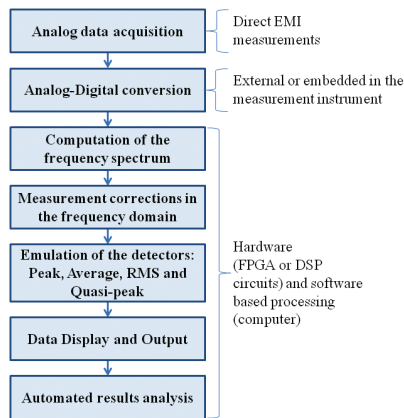 Analog data acquisition
Direct EMI
measurements
Analog-Digital conversion
External or embedded in the
measurement instrument
Computation of the
frequency spectrum
Measurement corrections in
the frequency domain
Emulation of the detectors:
Peak, Average, RMS and
Quasi-peak
Hardware
(FPGA or DSP
circuits) and software
based processing
(computer)
Data Display and Output
Automated results analysis